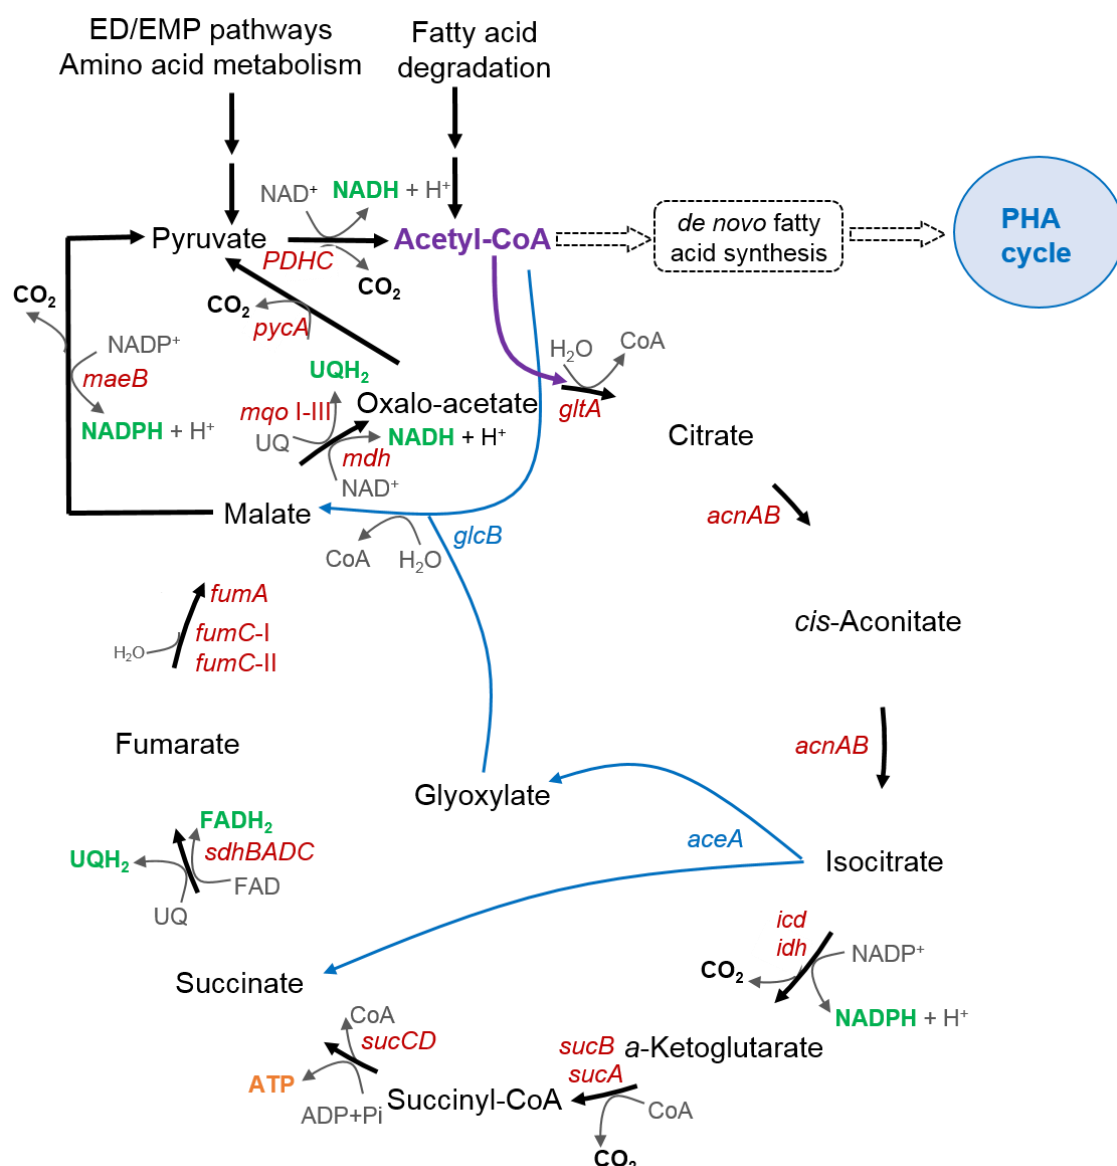 ED/EMP pathways
Amino acid metabolism
Fatty acid
degradation
NAD⁺
NADH + H⁺
Pyruvate
PDHC
CO₂
Acetyl-CoA
de novo fatty
acid synthesis
PHA
cycle
CO₂
NADP⁺
maeB
NADPH + H⁺
CO₂
pycA
UQH₂
mqo I-III
UQ
Oxalo-acetate
NADH + H⁺
mdh
NAD⁺
H₂O
CoA
gltA
Citrate
acnAB
Malate
CoA
H₂O
glcB
fumA
fumC-I
fumC-II
H₂O
cis-Aconitate
acnAB
Fumarate
Glyoxylate
aceA
Isocitrate
FADH₂
sdhBADC
FAD
UQH₂
UQ
icd
idh
NADP⁺
CO₂
NADPH + H⁺
Succinate
CoA
sucCD
ATP
ADP+Pi
Succinyl-CoA
sucB
sucA
a-Ketoglutarate
CoA
CO₂